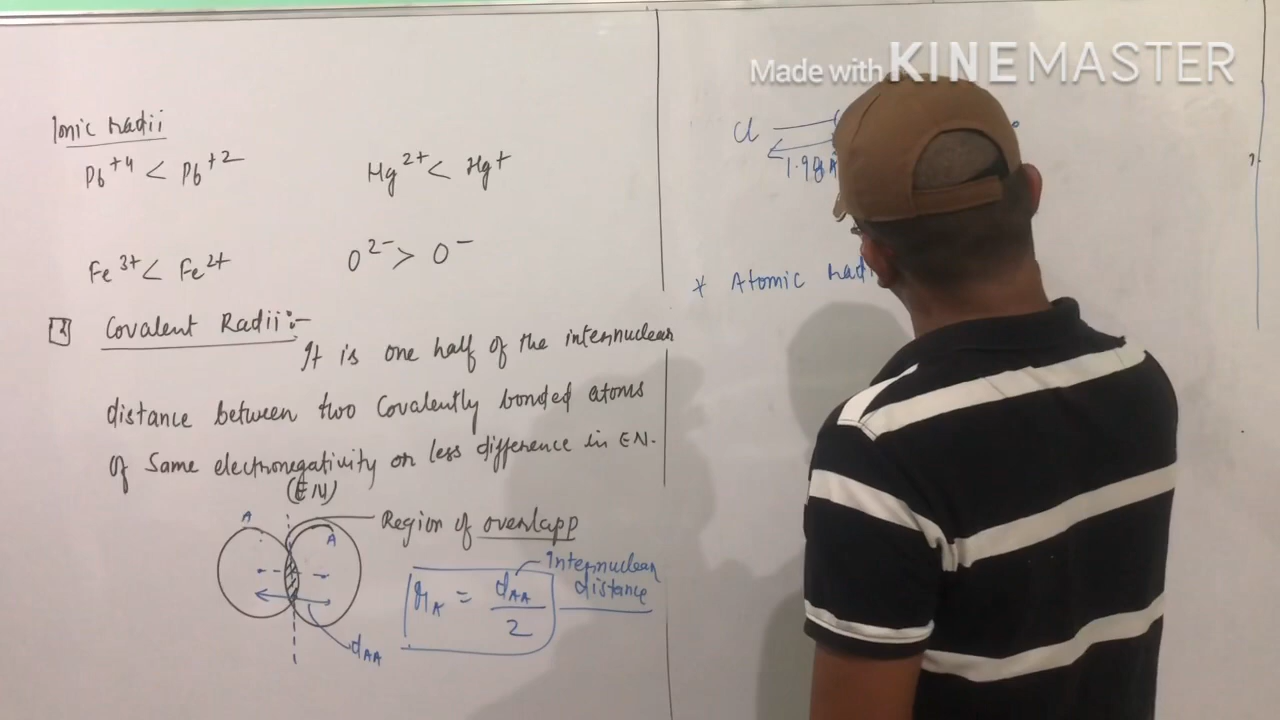 Made with KINEMASTER
Ionic radii
Pb+4 < Pb+2
Hg2+ < Hg+
Fe3+ < Fe2+
O2- > O-
Covalent Radii:-
It is one half of the internuclear
distance between two Covalently bonded atoms
of Same electronegativity or less difference in EN.
(EN)
A
A
Region of overlapp
Internuclear
distance
rA = dAA/2
dAA
Cl
* Atomic radi